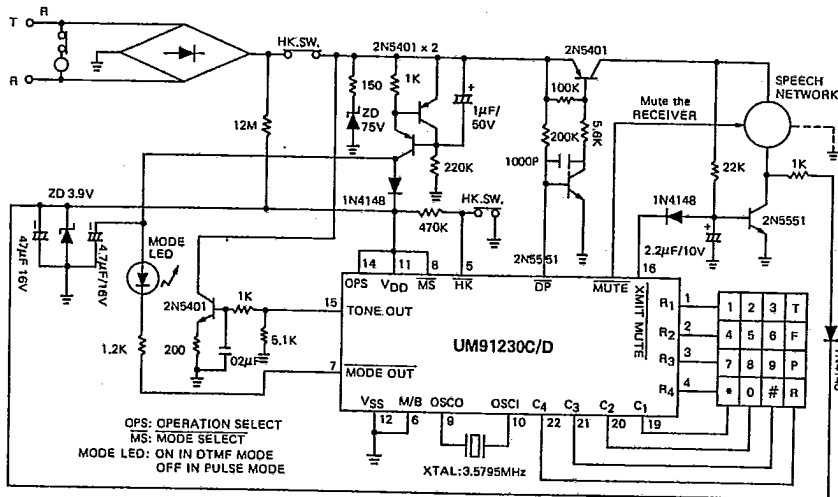 T
R
R
HK.SW.
2N5401 x 2
2N5401
SPEECH
NETWORK
Mute the
RECEIVER
150
1K
ZD
75V
1µF/
50V
100K
5.6K
200K
1000P
12M
220K
22K
1K
1N4148
1N4148
2N5551
2.2µF/10V
ZD 3.9V
47µF 16V
4.7µF/16V
MODE
LED
470K
HK.SW.
2N5551
2N5401
1K
5.1K
200
02µF
1.2K
14
11
8
5
16
OPS
VDD
MS
HK
DP
MUTE
XMIT MUTE
15
TONE OUT
7
MODE OUT
UM91230C/D
R1
1
R2
2
R3
3
R4
4
1 2 3 T
4 5 6 F
7 8 9 P
* 0 # R
VSS
M/B
OSCO
OSCI
C4
C3
C2
C1
12
6
9
10
22
21
20
19
XTAL:3.5795MHz
OPS: OPERATION SELECT
MS: MODE SELECT
MODE LED: ON IN DTMF MODE
OFF IN PULSE MODE